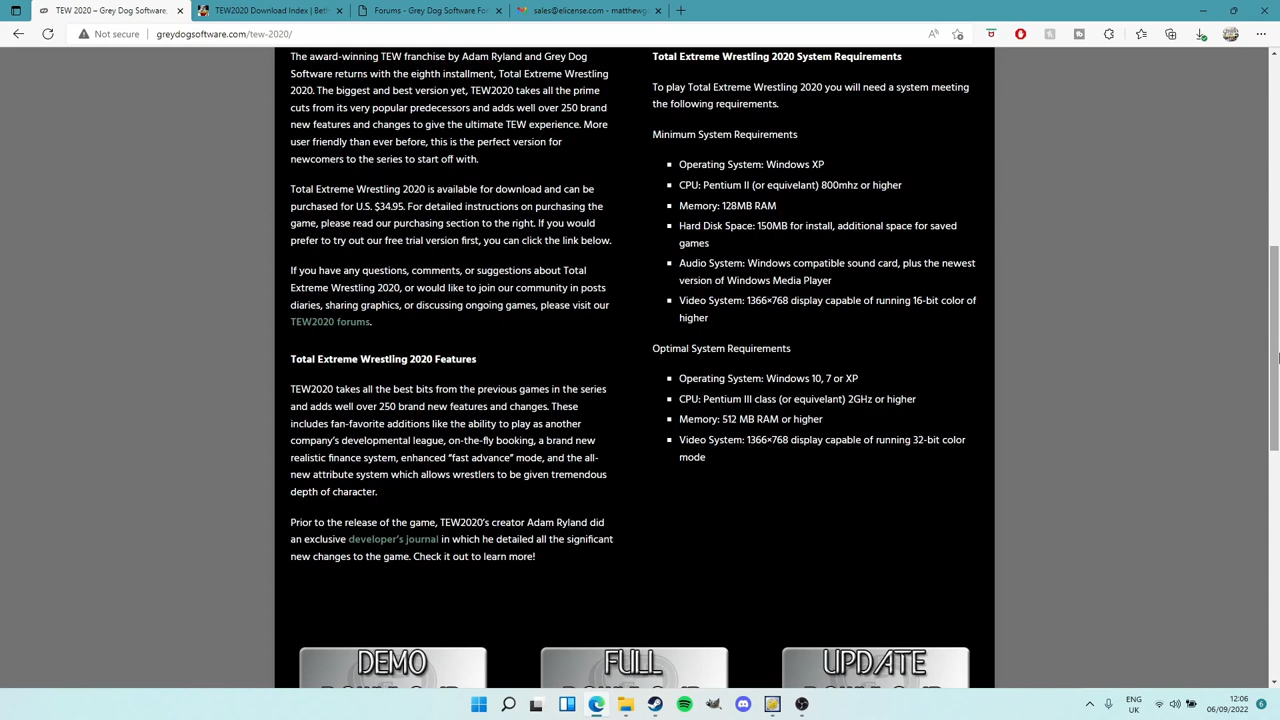 TEW 2020 – Grey Dog Software,
TEW2020 Download Index | Bet
Forums - Grey Dog Software For
sales@elicense.com - matthewg
Not secure
greydogsoftware.com/tew-2020/
The award-winning TEW franchise by Adam Ryland and Grey Dog
Software returns with the eighth installment, Total Extreme Wrestling
2020. The biggest and best version yet, TEW2020 takes all the prime
cuts from its very popular predecessors and adds well over 250 brand
new features and changes to give the ultimate TEW experience. More
user friendly than ever before, this is the perfect version for
newcomers to the series to start off with.
Total Extreme Wrestling 2020 is available for download and can be
purchased for U.S. $34.95. For detailed instructions on purchasing the
game, please read our purchasing section to the right. If you would
prefer to try out our free trial version first, you can click the link below.
If you have any questions, comments, or suggestions about Total
Extreme Wrestling 2020, or would like to join our community in posts
diaries, sharing graphics, or discussing ongoing games, please visit our
TEW2020 forums.
Total Extreme Wrestling 2020 Features
TEW2020 takes all the best bits from the previous games in the series
and adds well over 250 brand new features and changes. These
includes fan-favorite additions like the ability to play as another
company's developmental league, on-the-fly booking, a brand new
realistic finance system, enhanced "fast advance" mode, and the all-
new attribute system which allows wrestlers to be given tremendous
depth of character.
Prior to the release of the game, TEW2020's creator Adam Ryland did
an exclusive developer's journal in which he detailed all the significant
new changes to the game. Check it out to learn more!
Total Extreme Wrestling 2020 System Requirements
To play Total Extreme Wrestling 2020 you will need a system meeting
the following requirements.
Minimum System Requirements
Operating System: Windows XP
CPU: Pentium II (or equivelant) 800mhz or higher
Memory: 128MB RAM
Hard Disk Space: 150MB for install, additional space for saved
games
Audio System: Windows compatible sound card, plus the newest
version of Windows Media Player
Video System: 1366×768 display capable of running 16-bit color of
higher
Optimal System Requirements
Operating System: Windows 10, 7 or XP
CPU: Pentium III class (or equivelant) 2GHz or higher
Memory: 512 MB RAM or higher
Video System: 1366×768 display capable of running 32-bit color
mode
DEMO
FULL
UPDATE
ENG
UK
12:06
06/09/2022